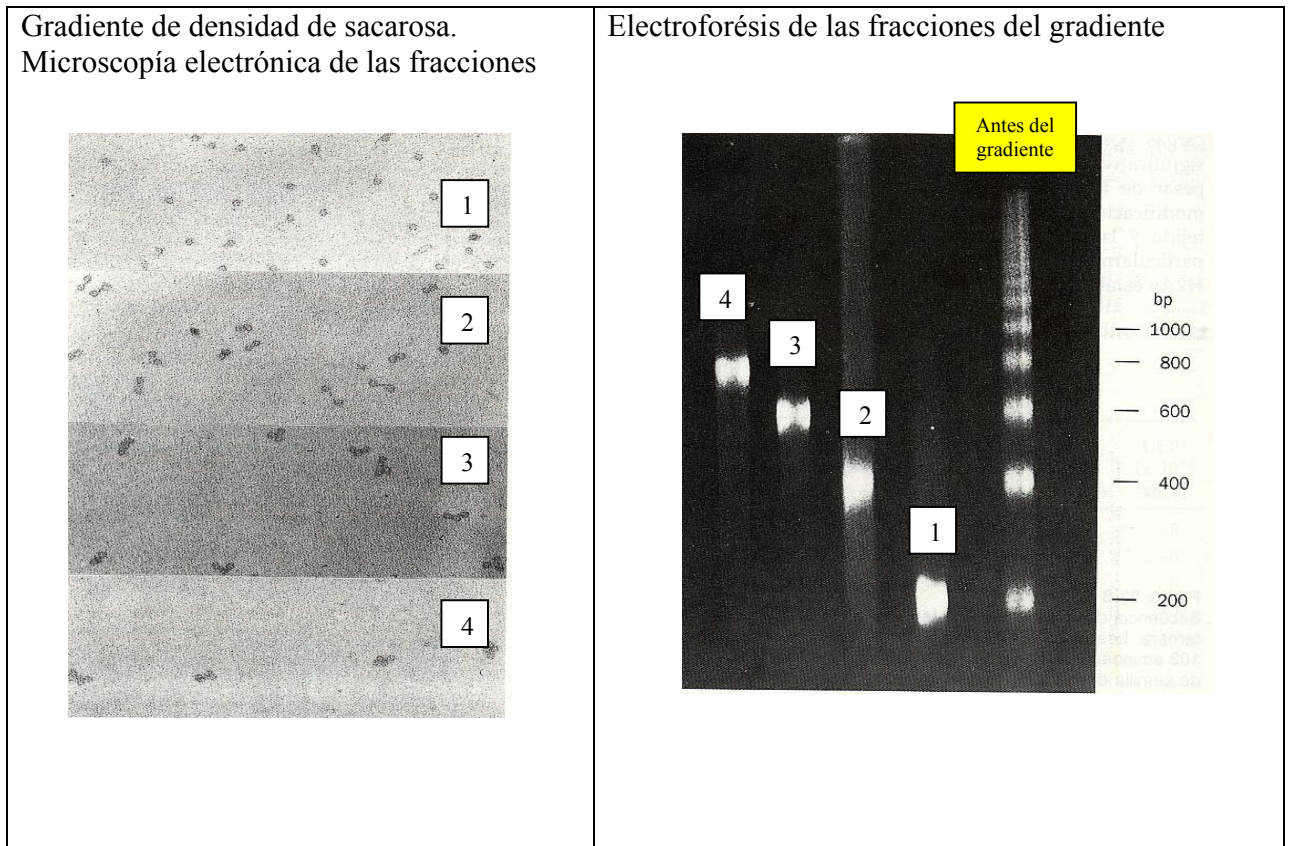 Gradiente de densidad de sacarosa.
Microscopía electrónica de las fracciones
1
2
3
4
Electroforésis de las fracciones del gradiente
Antes del
gradiente
4
3
2
1
bp
1000
800
600
400
200